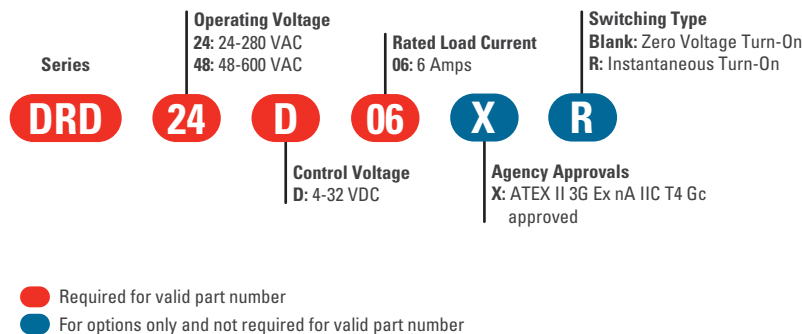 Series
Operating Voltage
24: 24-280 VAC
48: 48-600 VAC
Rated Load Current
06: 6 Amps
Switching Type
Blank: Zero Voltage Turn-On
R: Instantaneous Turn-On
DRD 24 D 06 X R
Control Voltage
D: 4-32 VDC
Agency Approvals
X: ATEX II 3G Ex nA IIC T4 Gc
approved
Required for valid part number
For options only and not required for valid part number